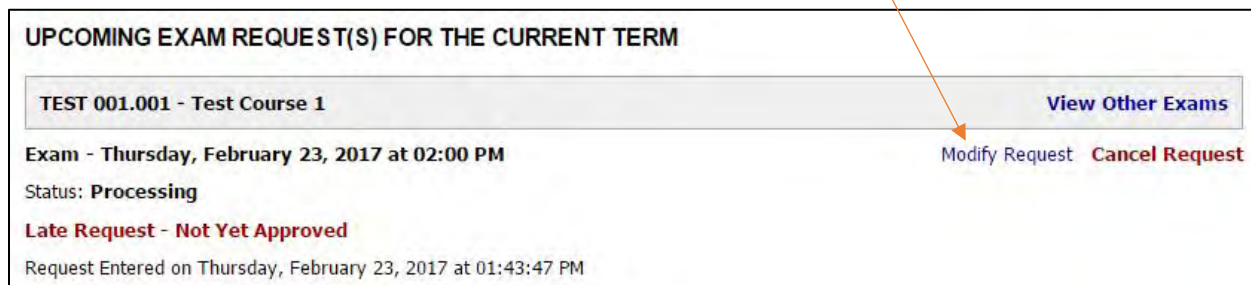 UPCOMING EXAM REQUEST(S) FOR THE CURRENT TERM
TEST 001.001 - Test Course 1 View Other Exams
Exam - Thursday, February 23, 2017 at 02:00 PM Modify Request Cancel Request
Status: Processing
Late Request - Not Yet Approved
Request Entered on Thursday, February 23, 2017 at 01:43:47 PM